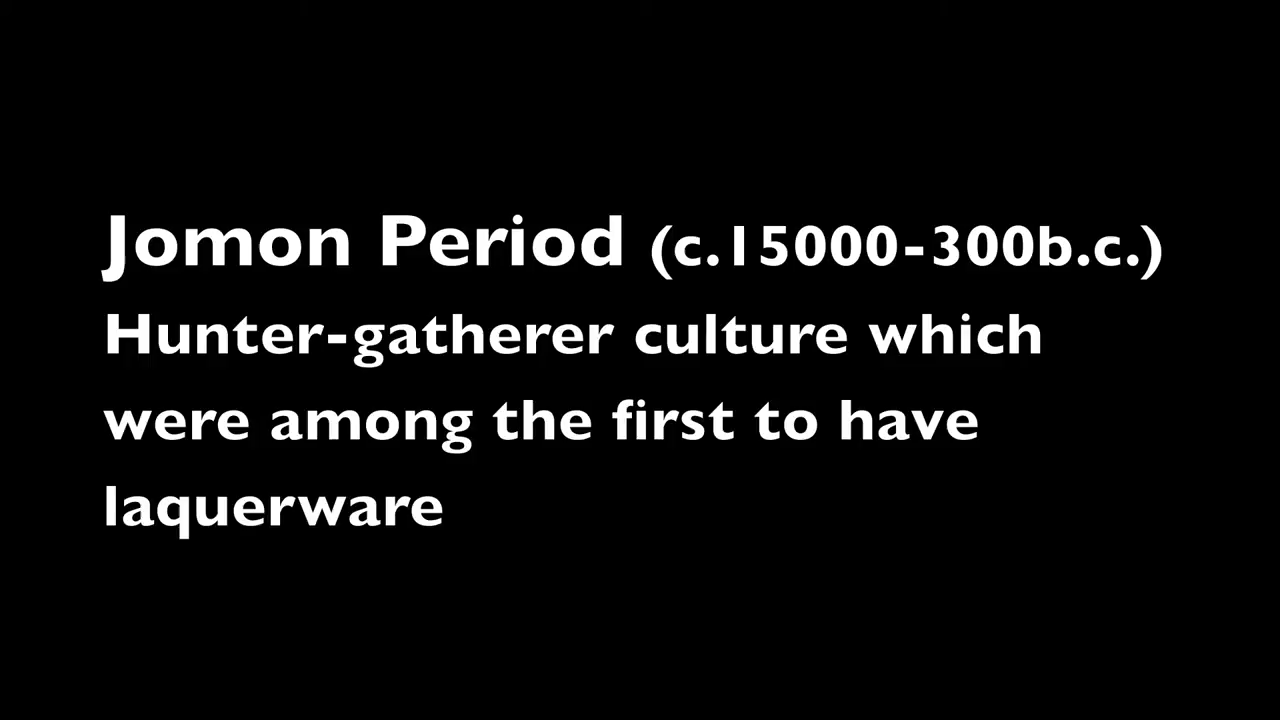 Jomon Period (c.15000-300b.c.)
Hunter-gatherer culture which
were among the first to have
laquerware